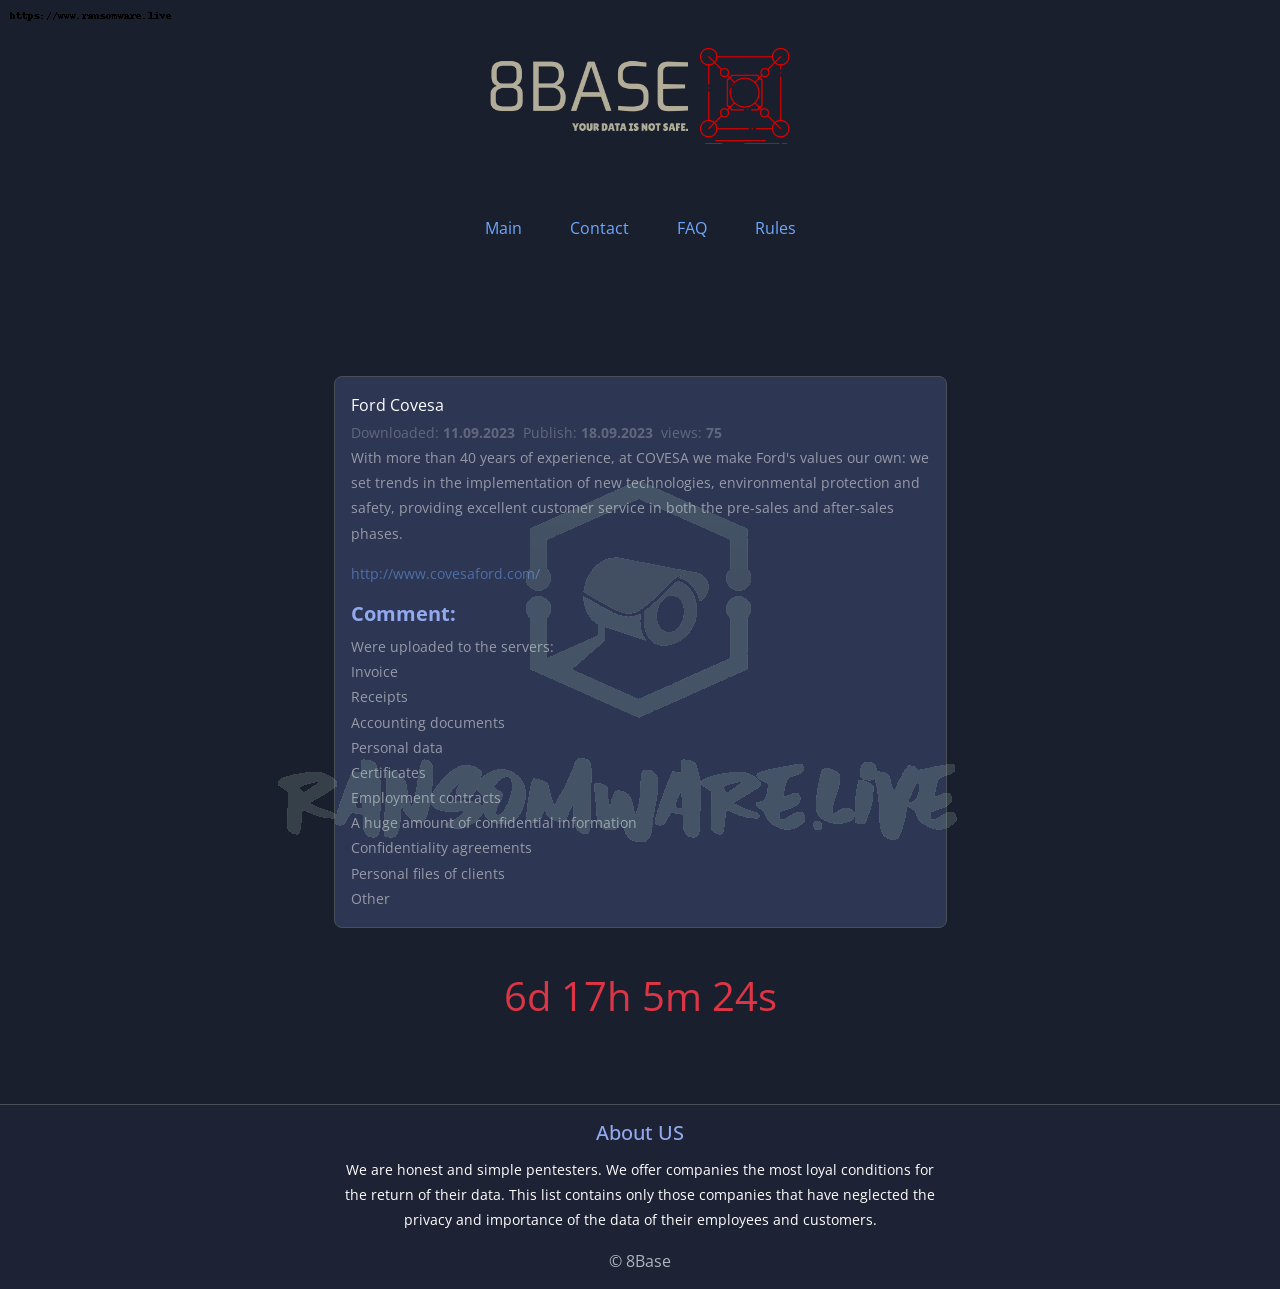 https://www.ransomware.live
8BASE
YOUR DATA IS NOT SAFE.
Main Contact FAQ Rules
Ford Covesa
Downloaded: 11.09.2023 Publish: 18.09.2023 views: 75
With more than 40 years of experience, at COVESA we make Ford's values our own: we
set trends in the implementation of new technologies, environmental protection and
safety, providing excellent customer service in both the pre-sales and after-sales
phases.
http://www.covesaford.com/
Comment:
Were uploaded to the servers:
Invoice
Receipts
Accounting documents
Personal data
Certificates
Employment contracts
A huge amount of confidential information
Confidentiality agreements
Personal files of clients
Other
RANSOMWARE.LIVE
6d 17h 5m 24s
About US
We are honest and simple pentesters. We offer companies the most loyal conditions for
the return of their data. This list contains only those companies that have neglected the
privacy and importance of the data of their employees and customers.
© 8Base